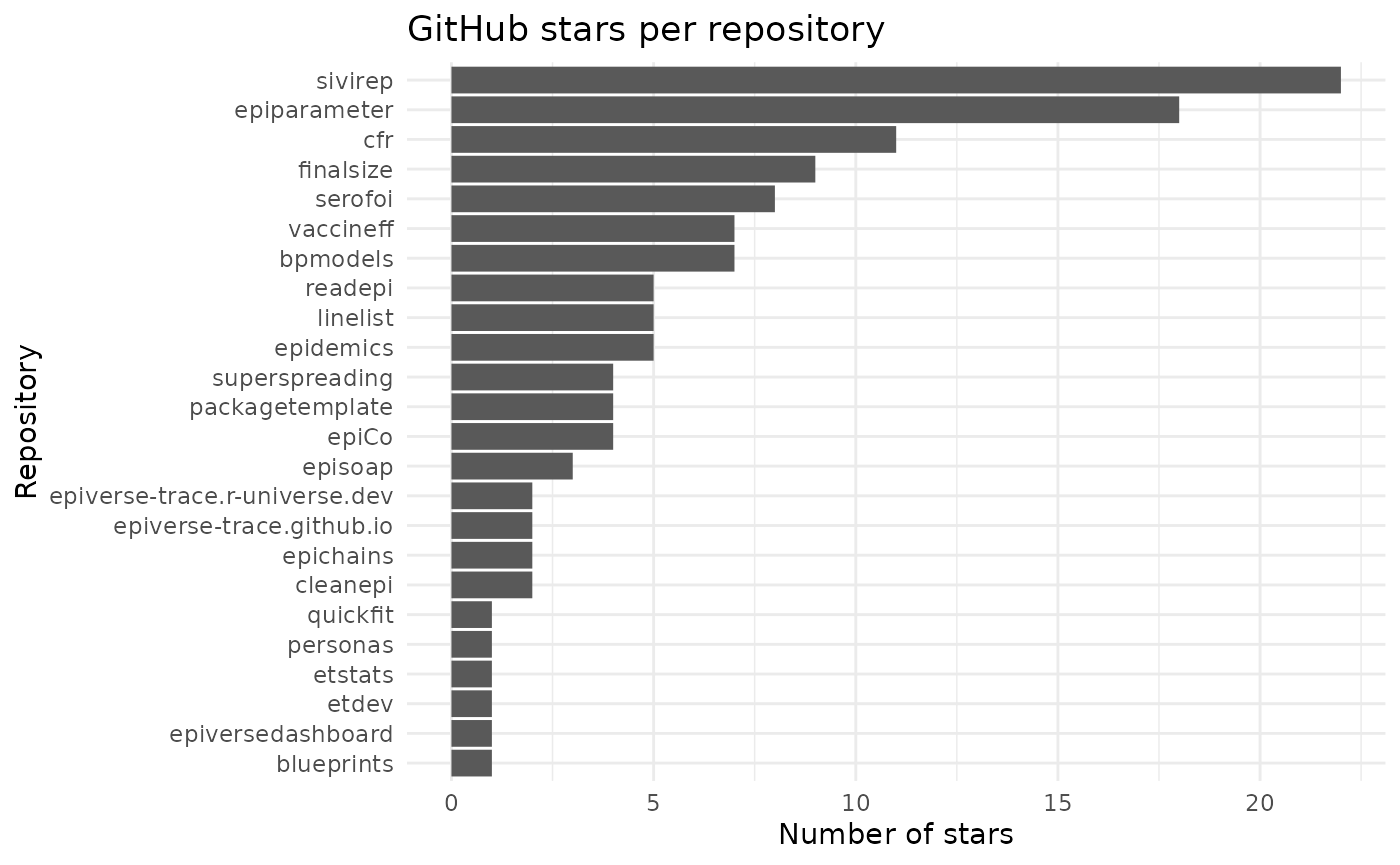 GitHub stars per repository
sivirep
epiparameter
cfr
finalsize
serofoi
vaccineff
bpmodels
readepi
linelist
epidemics
superspreading
packagetemplate
epiCo
episoap
epiverse-trace.r-universe.dev
epiverse-trace.github.io
epichains
cleanepi
quickfit
personas
etstats
etdev
epiversedashboard
blueprints
Repository
0 5 10 15 20
Number of stars